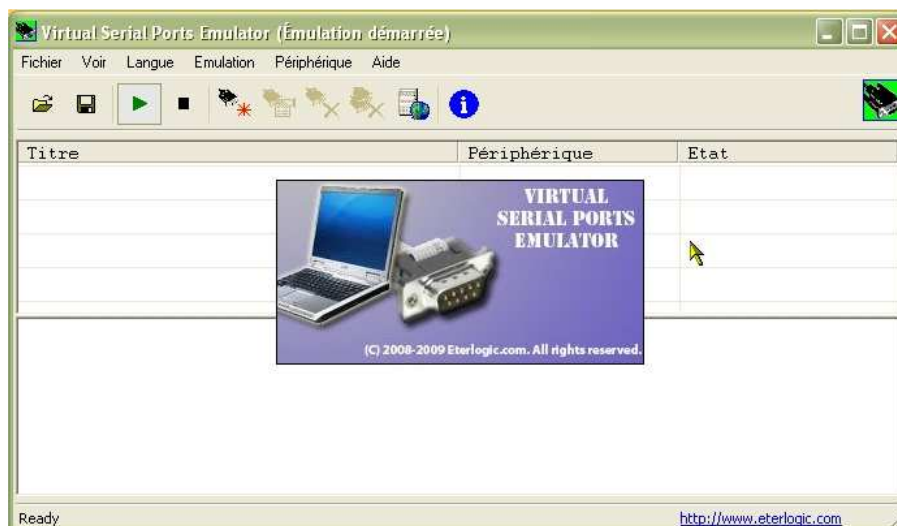 Virtual Serial Ports Emulator (Émulation démarrée)
Fichier Voir Langue Emulation Périphérique Aide
Titre Périphérique Etat
VIRTUAL
SERIAL PORTS
EMULATOR
(C) 2008-2009 Eterlogic.com. All rights reserved.
Ready http://www.eterlogic.com